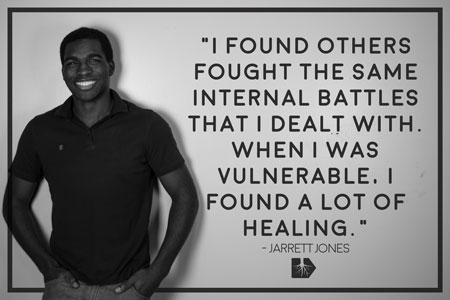 "I FOUND OTHERS
FOUGHT THE SAME
INTERNAL BATTLES
THAT I DEALT WITH.
WHEN I WAS
VULNERABLE, I
FOUND A LOT OF
HEALING."
- JARRETT JONES